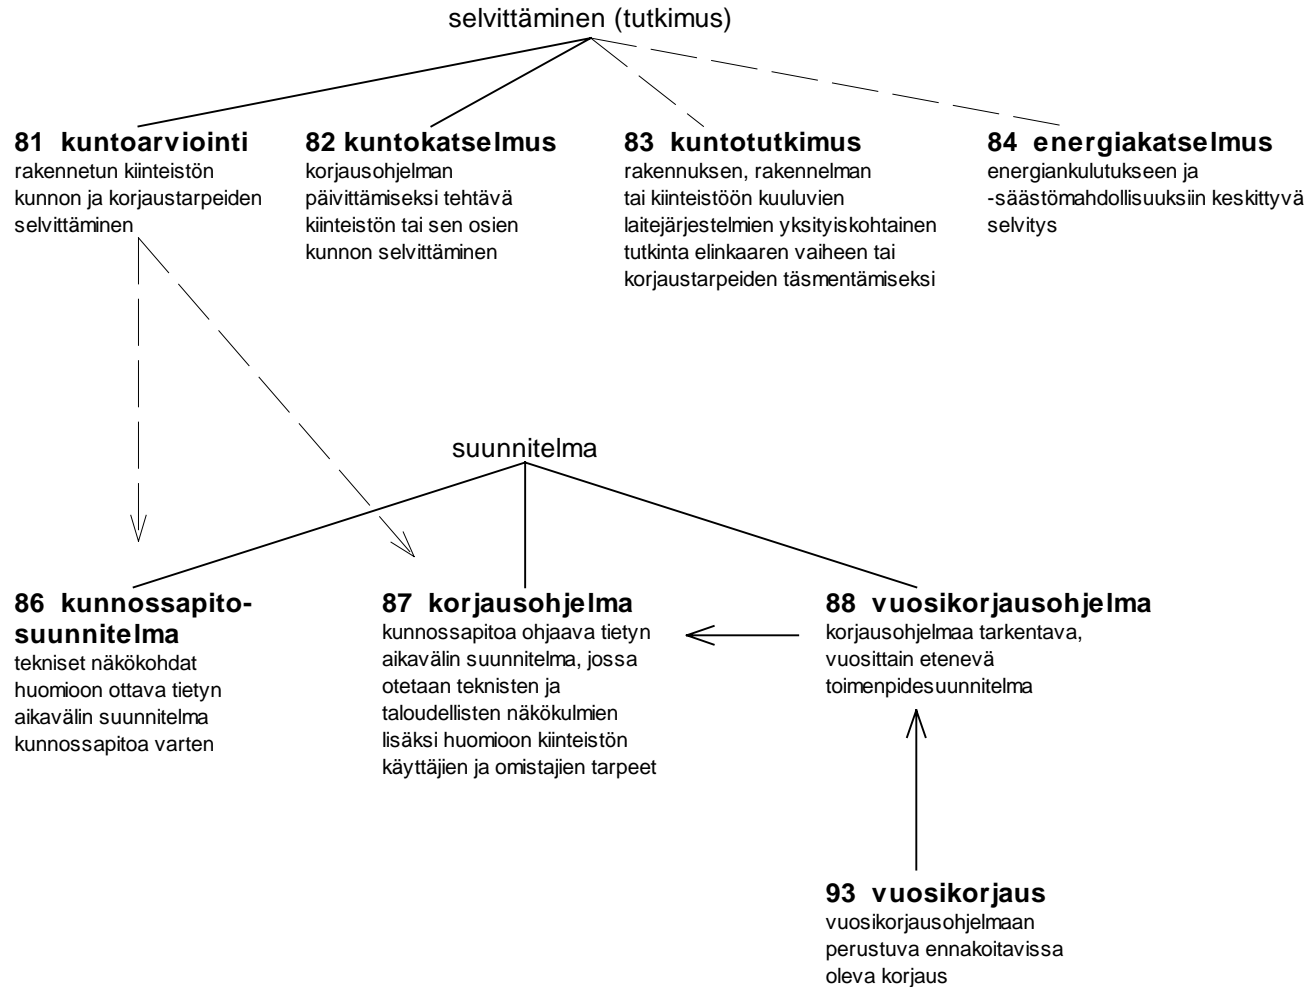 selvittäminen (tutkimus)
81 kuntoarviointi
rakennetun kiinteistön
kunnon ja korjaustarpeiden
selvittäminen
82 kuntokatselmus
korjausohjelman
päivittämiseksi tehtävä
kiinteistön tai sen osien
kunnon selvittäminen
83 kuntotutkimus
rakennuksen, rakennelman
tai kiinteistöön kuuluvien
laitejärjestelmien yksityiskohtainen
tutkinta elinkaaren vaiheen tai
korjaustarpeiden täsmentämiseksi
84 energiakatselmus
energiankulutukseen ja
-säästömahdollisuuksiin keskittyvä
selvitys
suunnitelma
86 kunnossapito-
suunnitelma
tekniset näkökohdat
huomioon ottava tietyn
aikavälin suunnitelma
kunnossapitoa varten
87 korjausohjelma
kunnossapitoa ohjaava tietyn
aikavälin suunnitelma, jossa
otetaan teknisten ja
taloudellisten näkökulmien
lisäksi huomioon kiinteistön
käyttäjien ja omistajien tarpeet
88 vuosikorjausohjelma
korjausohjelmaa tarkentava,
vuosittain etenevä
toimenpidesuunnitelma
93 vuosikorjaus
vuosikorjausohjelmaan
perustuva ennakoitavissa
oleva korjaus